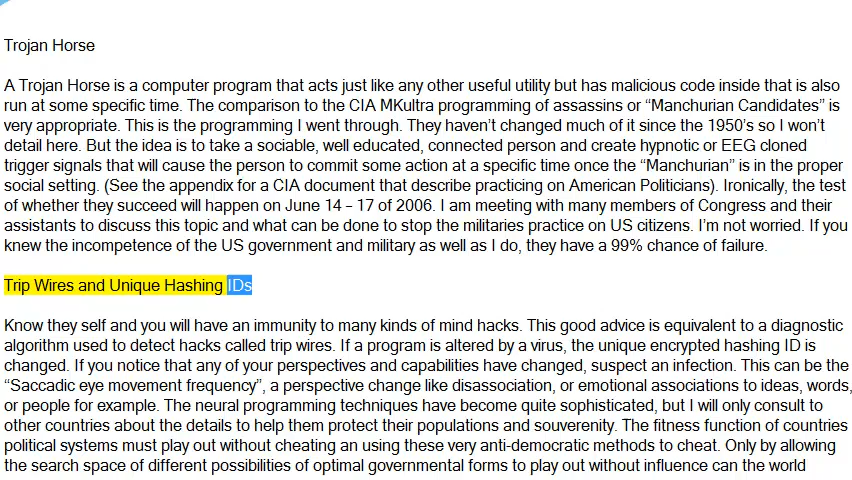 Trojan Horse
A Trojan Horse is a computer program that acts just like any other useful utility but has malicious code inside that is also
run at some specific time. The comparison to the CIA MKultra programming of assassins or “Manchurian Candidates” is
very appropriate. This is the programming I went through. They haven’t changed much of it since the 1950’s so I won’t
detail here. But the idea is to take a sociable, well educated, connected person and create hypnotic or EEG cloned
trigger signals that will cause the person to commit some action at a specific time once the “Manchurian” is in the proper
social setting. (See the appendix for a CIA document that describe practicing on American Politicians). Ironically, the test
of whether they succeed will happen on June 14 – 17 of 2006. I am meeting with many members of Congress and their
assistants to discuss this topic and what can be done to stop the militaries practice on US citizens. I’m not worried. If you
knew the incompetence of the US government and military as well as I do, they have a 99% chance of failure.
Trip Wires and Unique Hashing IDs
Know they self and you will have an immunity to many kinds of mind hacks. This good advice is equivalent to a diagnostic
algorithm used to detect hacks called trip wires. If a program is altered by a virus, the unique encrypted hashing ID is
changed. If you notice that any of your perspectives and capabilities have changed, suspect an infection. This can be the
“Saccadic eye movement frequency”, a perspective change like disassociation, or emotional associations to ideas, words,
or people for example. The neural programming techniques have become quite sophisticated, but I will only consult to
other countries about the details to help them protect their populations and souverenity. The fitness function of countries
political systems must play out without cheating an using these very anti-democratic methods to cheat. Only by allowing
the search space of different possibilities of optimal governmental forms to play out without influence can the world